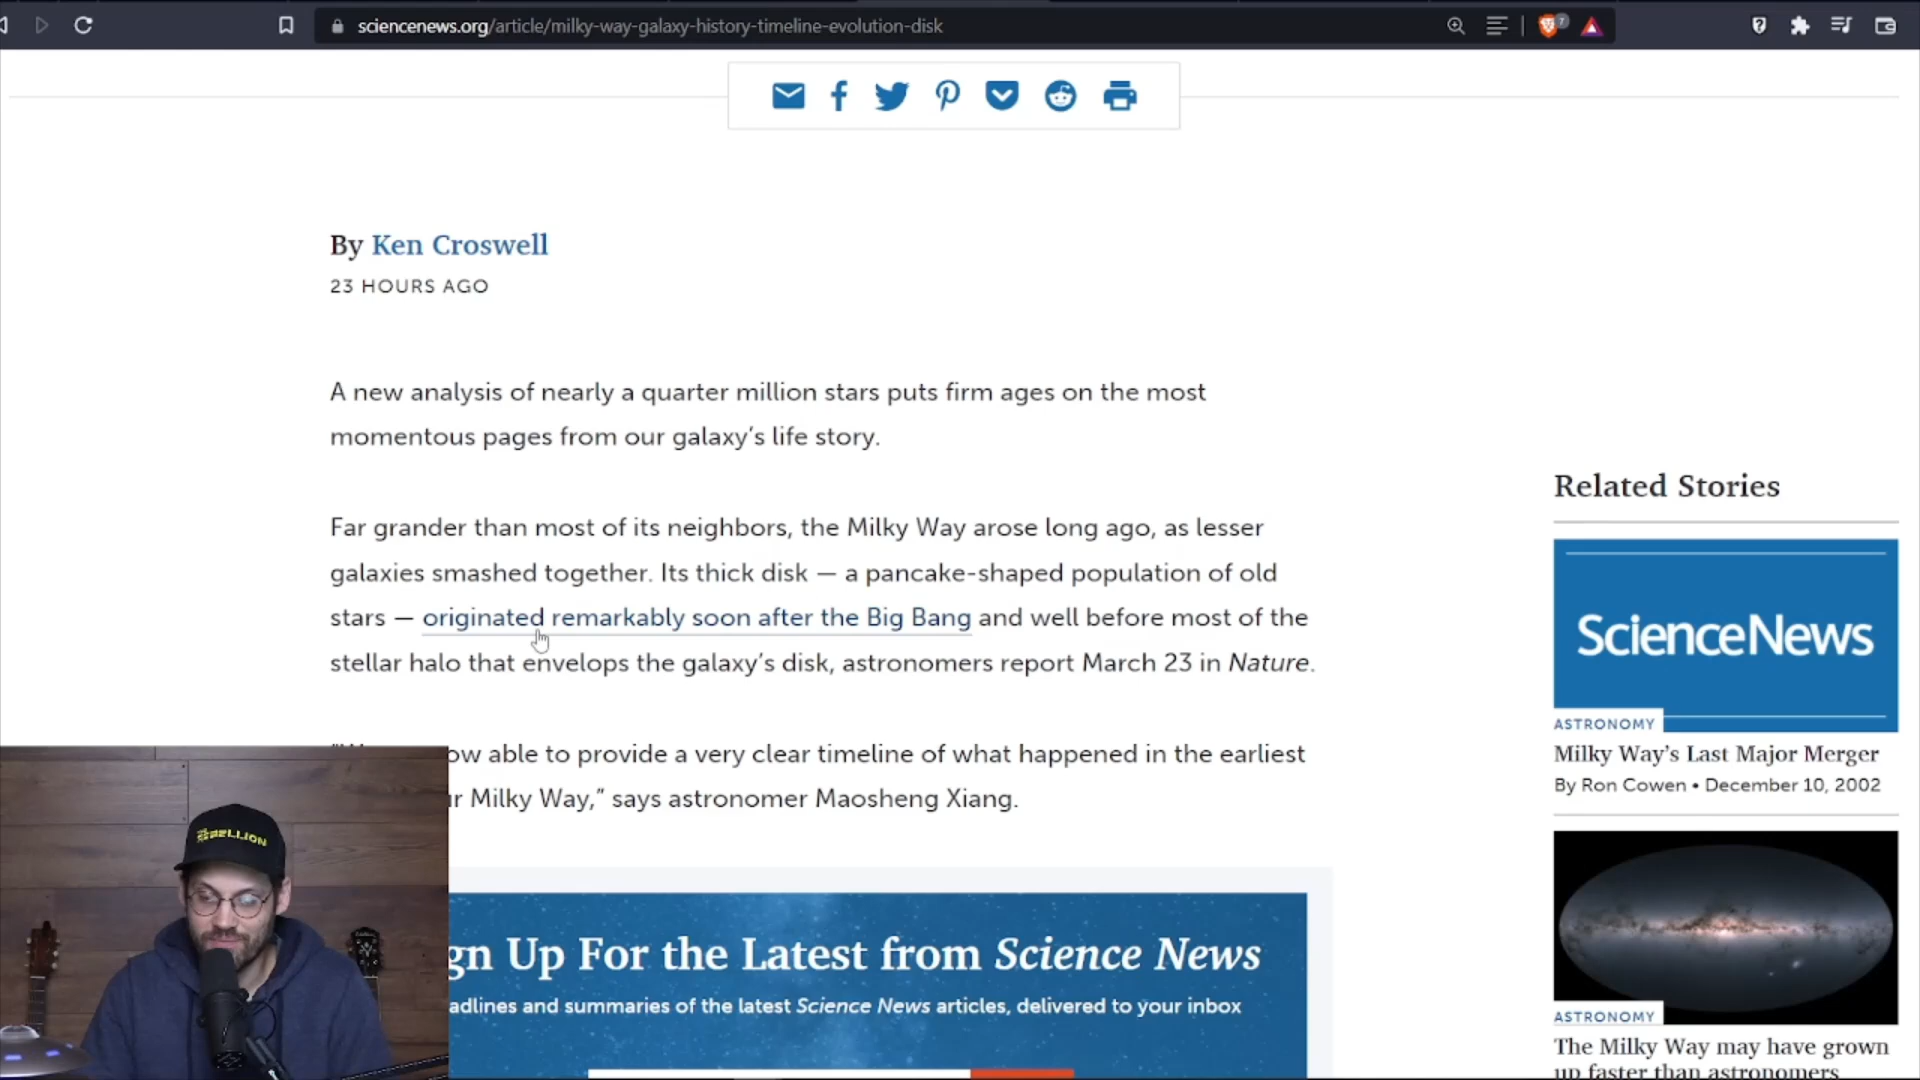 sciencenews.org/article/milky-way-galaxy-history-timeline-evolution-disk
7
By Ken Croswell
23 HOURS AGO
A new analysis of nearly a quarter million stars puts firm ages on the most
momentous pages from our galaxy’s life story.
Far grander than most of its neighbors, the Milky Way arose long ago, as lesser
galaxies smashed together. Its thick disk — a pancake-shaped population of old
stars — originated remarkably soon after the Big Bang and well before most of the
stellar halo that envelops the galaxy’s disk, astronomers report March 23 in Nature.
ow able to provide a very clear timeline of what happened in the earliest
r Milky Way,” says astronomer Maosheng Xiang.
gn Up For the Latest from Science News
adlines and summaries of the latest Science News articles, delivered to your inbox
Related Stories
ScienceNews
ASTRONOMY
Milky Way’s Last Major Merger
By Ron Cowen • December 10, 2002
ASTRONOMY
The Milky Way may have grown
up faster than astronomers
REBELLION